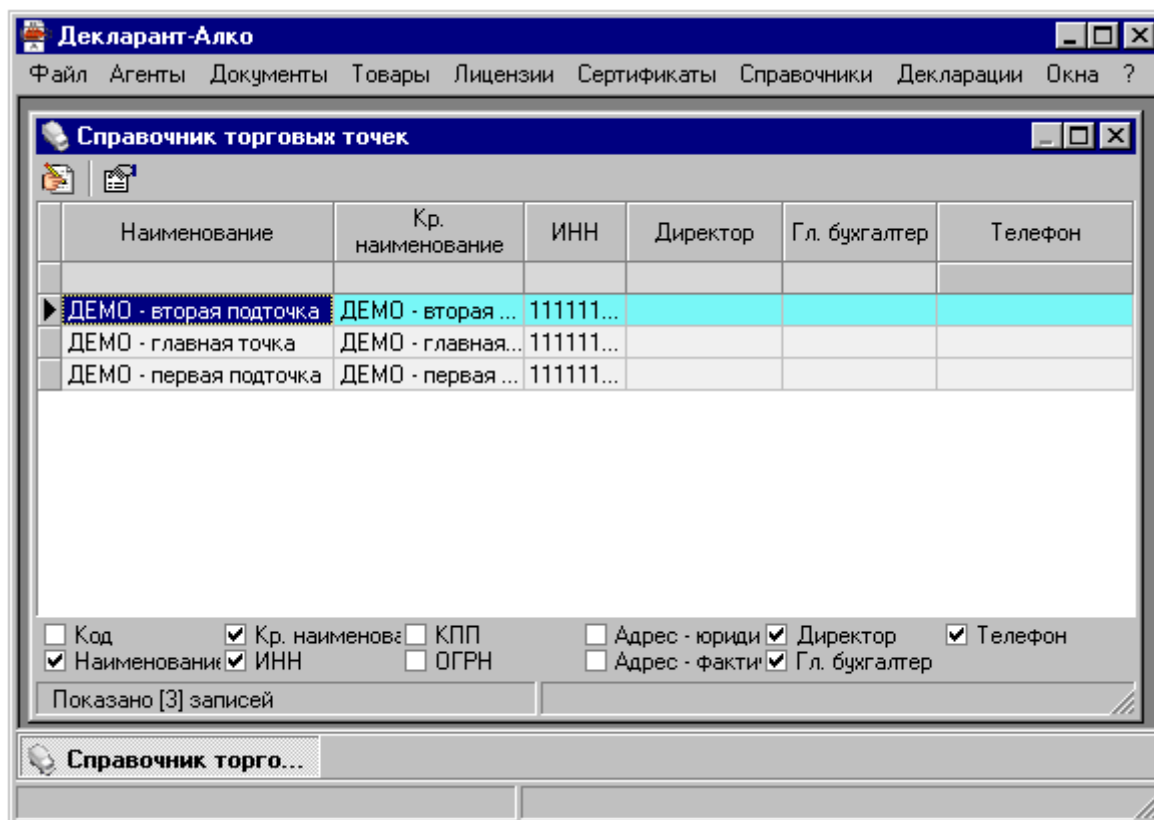 Декларант-Алко
Файл Агенты Документы Товары Лицензии Сертификаты Справочники Декларации Окна ?
Справочник торговых точек
Наименование Кр. наименование ИНН Директор Гл. бухгалтер Телефон
ДЕМО - вторая подточка ДЕМО - вторая ... 111111...
ДЕМО - главная точка ДЕМО - главная... 111111...
ДЕМО - первая подточка ДЕМО - первая ... 111111...
Код Кр. наименова КПП Адрес - юриди Директор Телефон
Наименование ИНН ОГРН Адрес - факти Гл. бухгалтер
Показано [3] записей
Справочник торго...